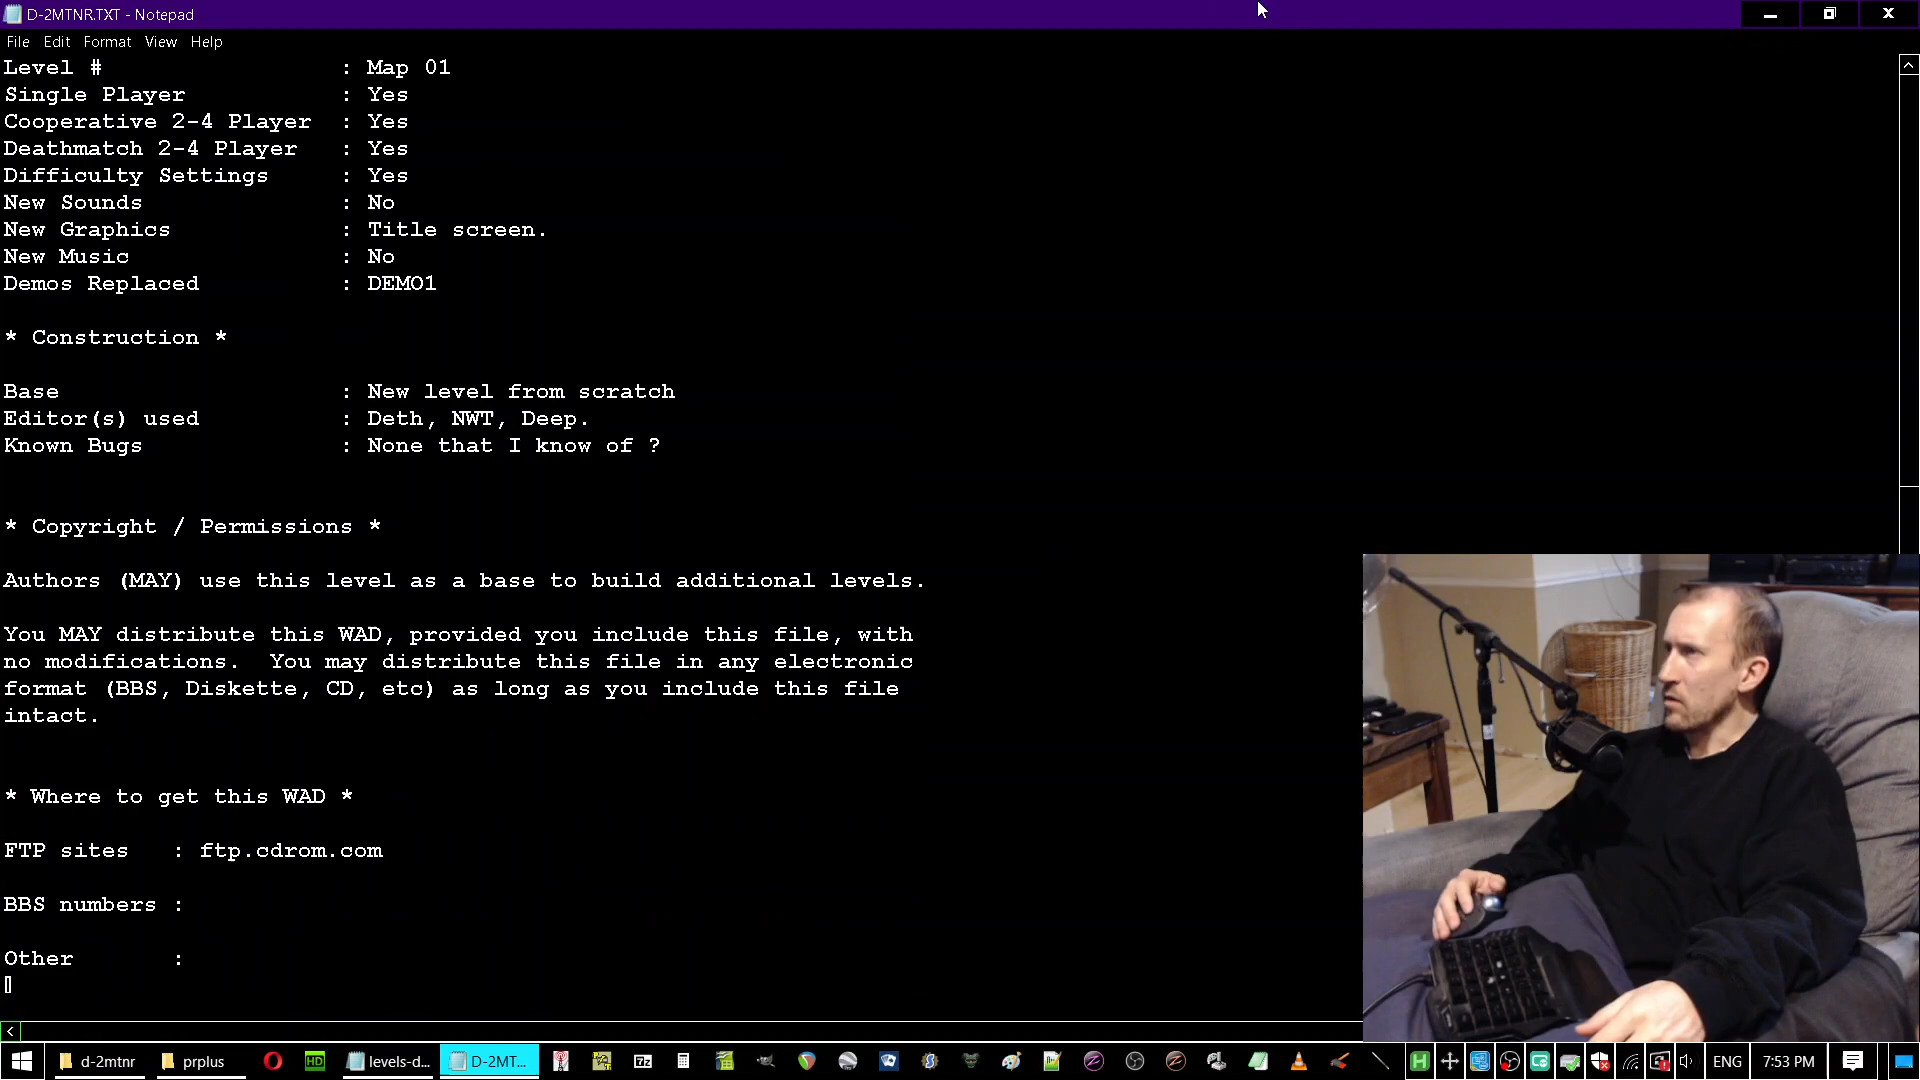 D-2MTNR.TXT - Notepad
File Edit Format View Help
Level # : Map 01
Single Player : Yes
Cooperative 2-4 Player : Yes
Deathmatch 2-4 Player : Yes
Difficulty Settings : Yes
New Sounds : No
New Graphics : Title screen.
New Music : No
Demos Replaced : DEMO1
* Construction *
Base : New level from scratch
Editor(s) used : Deth, NWT, Deep.
Known Bugs : None that I know of ?
* Copyright / Permissions *
Authors (MAY) use this level as a base to build additional levels.
You MAY distribute this WAD, provided you include this file, with
no modifications.  You may distribute this file in any electronic
format (BBS, Diskette, CD, etc) as long as you include this file
intact.
* Where to get this WAD *
FTP sites : ftp.cdrom.com
BBS numbers :
Other :
d-2mtnr prplus HD levels-d... D-2MT... 7z H ENG 7:53 PM